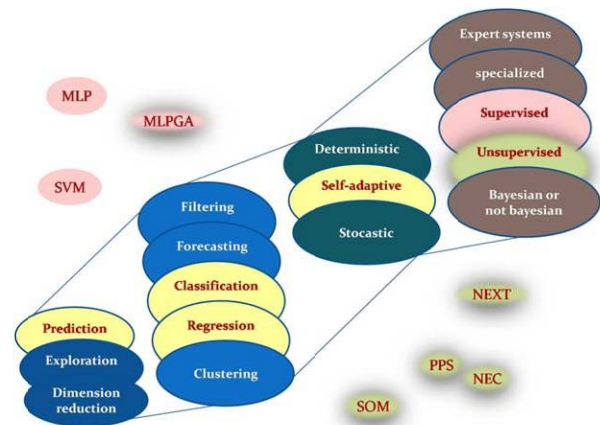 Expert systems
specialized
Supervised
Unsupervised
Bayesian or
not bayesian
MLP
MLPGA
SVM
Deterministic
Self-adaptive
Stocastic
Filtering
Forecasting
Classification
Regression
Clustering
Prediction
Exploration
Dimension
reduction
NEXT
PPS
NEC
SOM